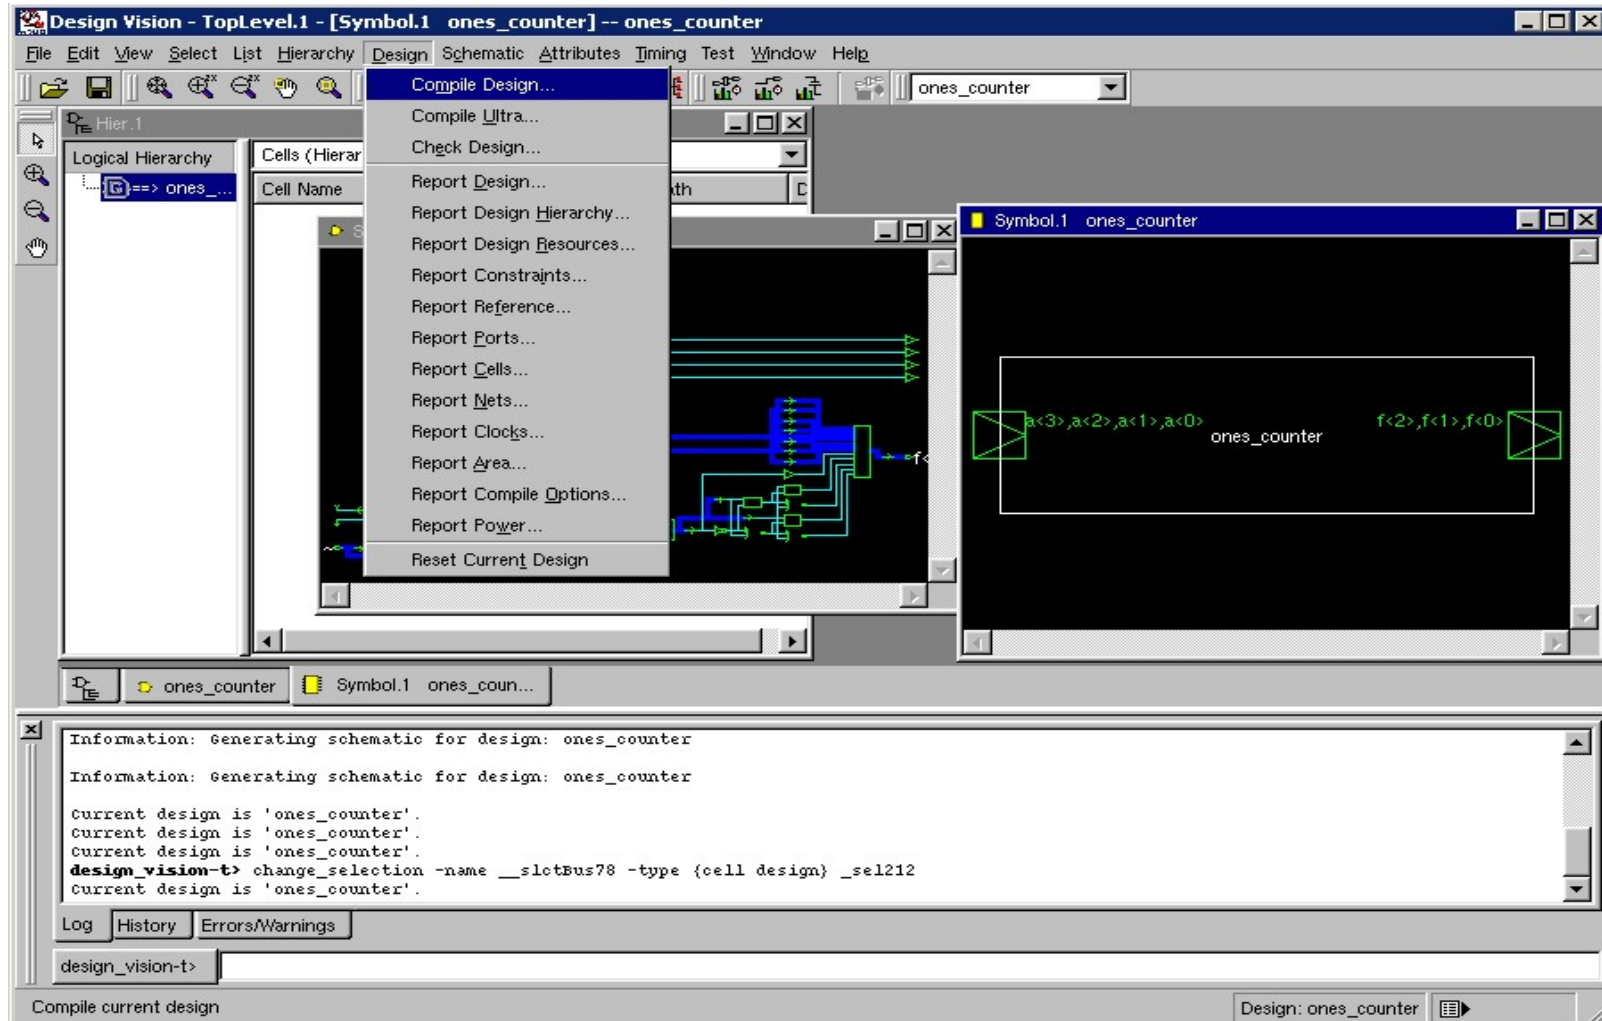 Design Vision - TopLevel.1 - [Symbol.1 ones_counter] -- ones_counter
File Edit View Select List Hierarchy Design Schematic Attributes Timing Test Window Help
ones_counter
Compile Design...
Compile Ultra...
Check Design...
Report Design...
Report Design Hierarchy...
Report Design Resources...
Report Constraints...
Report Reference...
Report Ports...
Report Cells...
Report Nets...
Report Clocks...
Report Area...
Report Compile Options...
Report Power...
Reset Current Design
Hier.1
Logical Hierarchy
Cells (Hierar
ones_...
Cell Name
Symbol.1 ones_counter
a<3>,a<2>,a<1>,a<0>
ones_counter
f<2>,f<1>,f<0>
ones_counter
Symbol.1 ones_coun...
Information: Generating schematic for design: ones_counter
Information: Generating schematic for design: ones_counter
Current design is 'ones_counter'.
Current design is 'ones_counter'.
Current design is 'ones_counter'.
design_vision-t> change_selection -name __slctBus78 -type {cell design} _sel212
Current design is 'ones_counter'.
Log History Errors/Warnings
design_vision-t>
Compile current design
Design: ones_counter